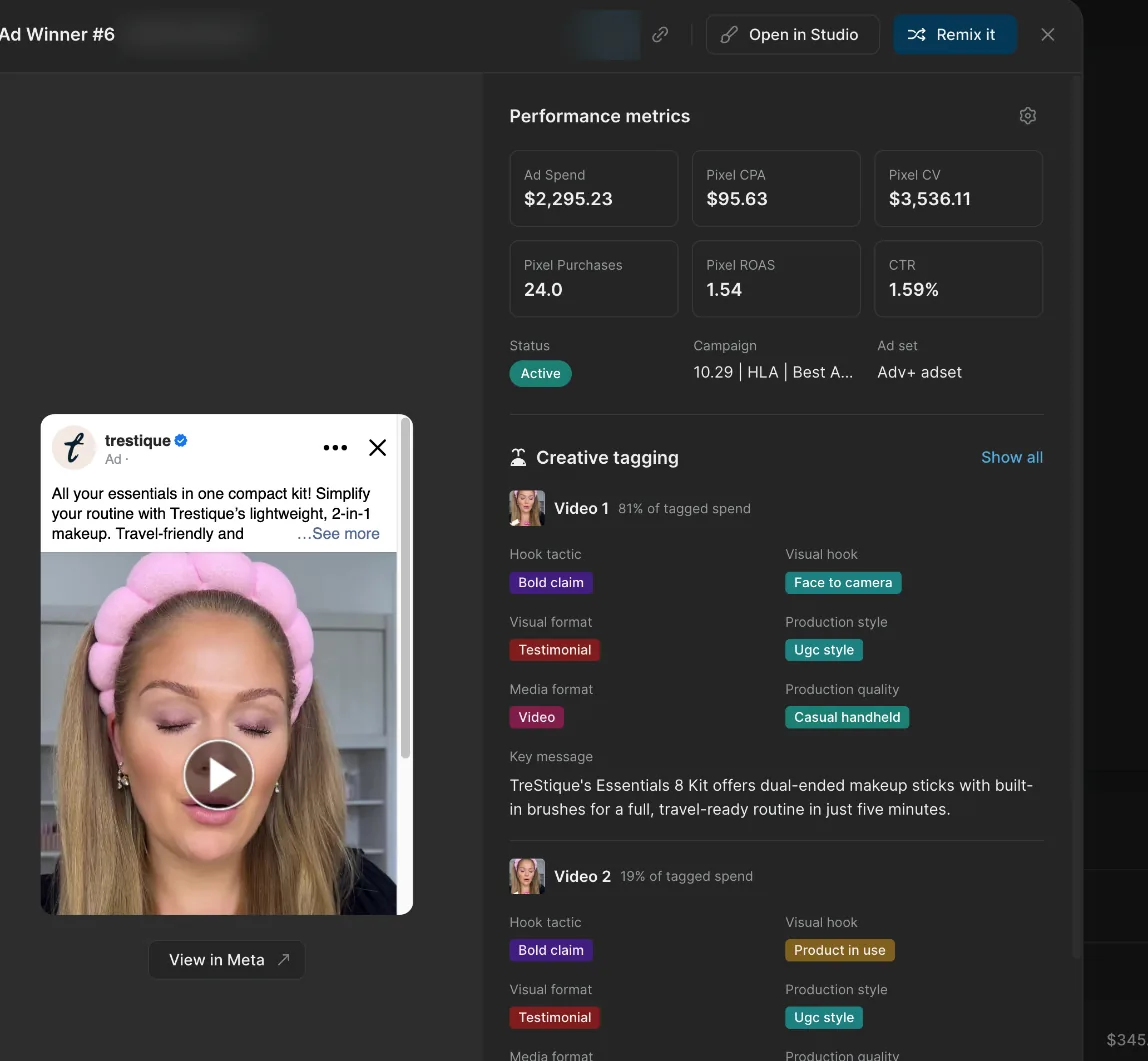 Ad Winner #6
Open in Studio
Remix it
Performance metrics
Ad Spend
$2,295.23
Pixel CPA
$95.63
Pixel CV
$3,536.11
Pixel Purchases
24.0
Pixel ROAS
1.54
CTR
1.59%
Status
Active
Campaign
10.29 | HLA | Best A...
Ad set
Adv+ adset
t
trestique
Ad ·
All your essentials in one compact kit! Simplify
your routine with Trestique’s lightweight, 2-in-1
makeup. Travel-friendly and …See more
View in Meta
Creative tagging
Show all
Video 1 81% of tagged spend
Hook tactic
Bold claim
Visual hook
Face to camera
Visual format
Testimonial
Production style
Ugc style
Media format
Video
Production quality
Casual handheld
Key message
TreStique's Essentials 8 Kit offers dual-ended makeup sticks with built-
in brushes for a full, travel-ready routine in just five minutes.
Video 2 19% of tagged spend
Hook tactic
Bold claim
Visual hook
Product in use
Visual format
Testimonial
Production style
Ugc style
Media format
Production quality
$345